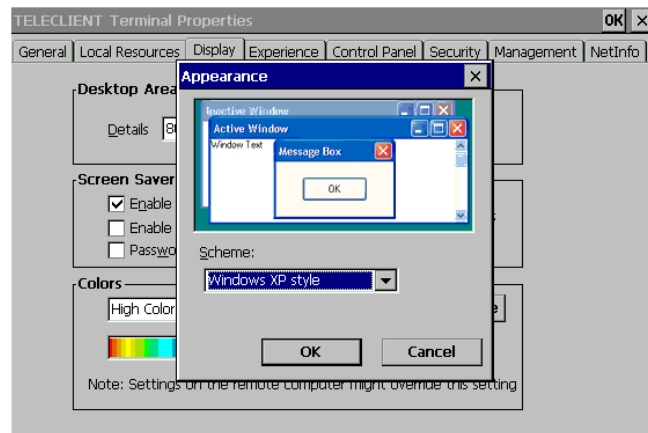 TELECLIENT Terminal Properties OK
General Local Resources Display Experience Control Panel Security Management NetInfo
Appearance
Desktop Area
Inactive Window
Active Window
Window Text
Message Box
OK
Details
Screen Saver
Enable
Enable
Scheme:
Windows XP style
Colors
High Color
OK Cancel
Note: Settings on the remote computer might override this setting